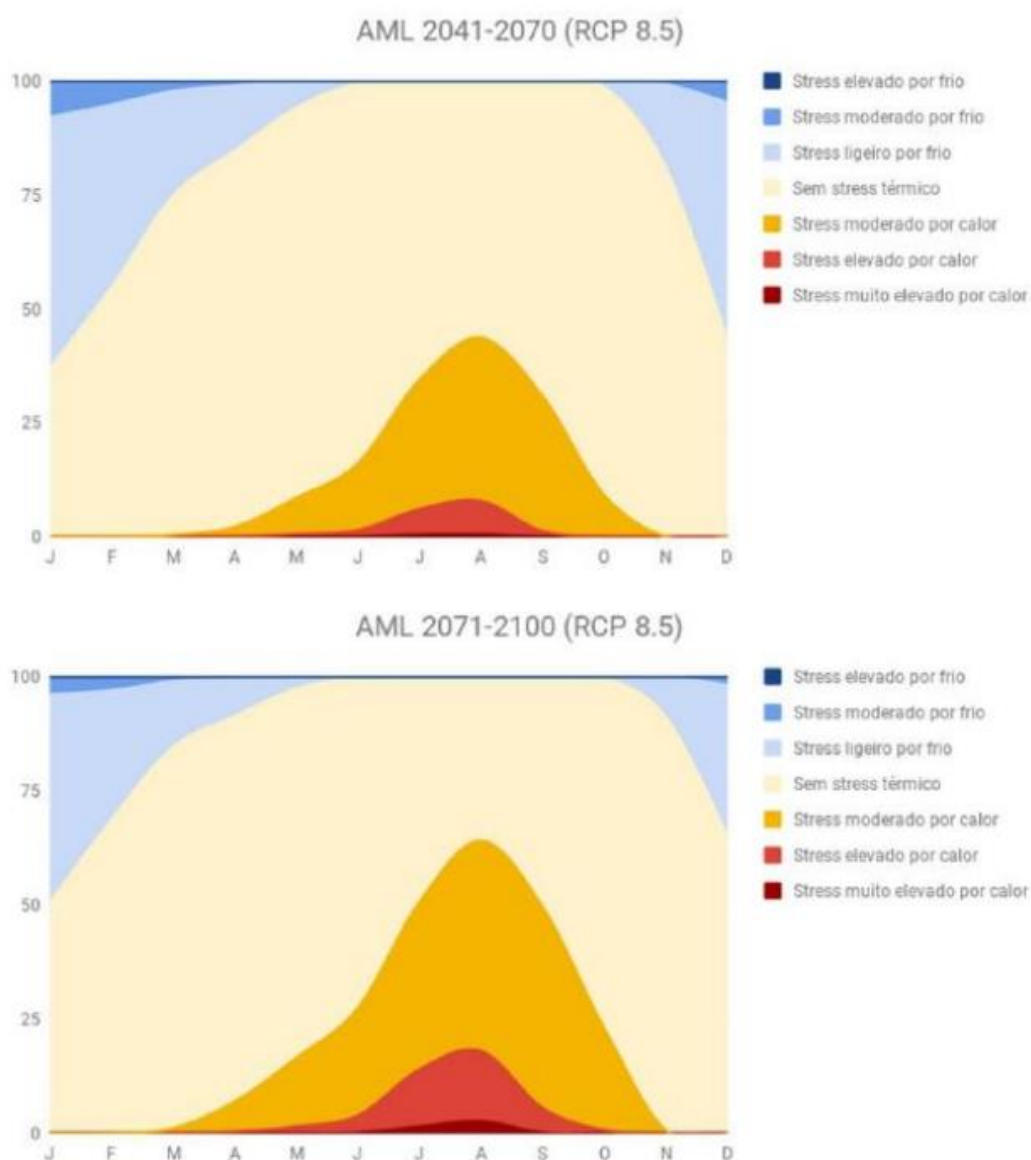 AML 2041-2070 (RCP 8.5)
100
75
50
25
0
J F M A M J J A S O N D
Stress elevado por frio
Stress moderado por frio
Stress ligeiro por frio
Sem stress térmico
Stress moderado por calor
Stress elevado por calor
Stress muito elevado por calor
AML 2071-2100 (RCP 8.5)
100
75
50
25
0
J F M A M J J A S O N D
Stress elevado por frio
Stress moderado por frio
Stress ligeiro por frio
Sem stress térmico
Stress moderado por calor
Stress elevado por calor
Stress muito elevado por calor